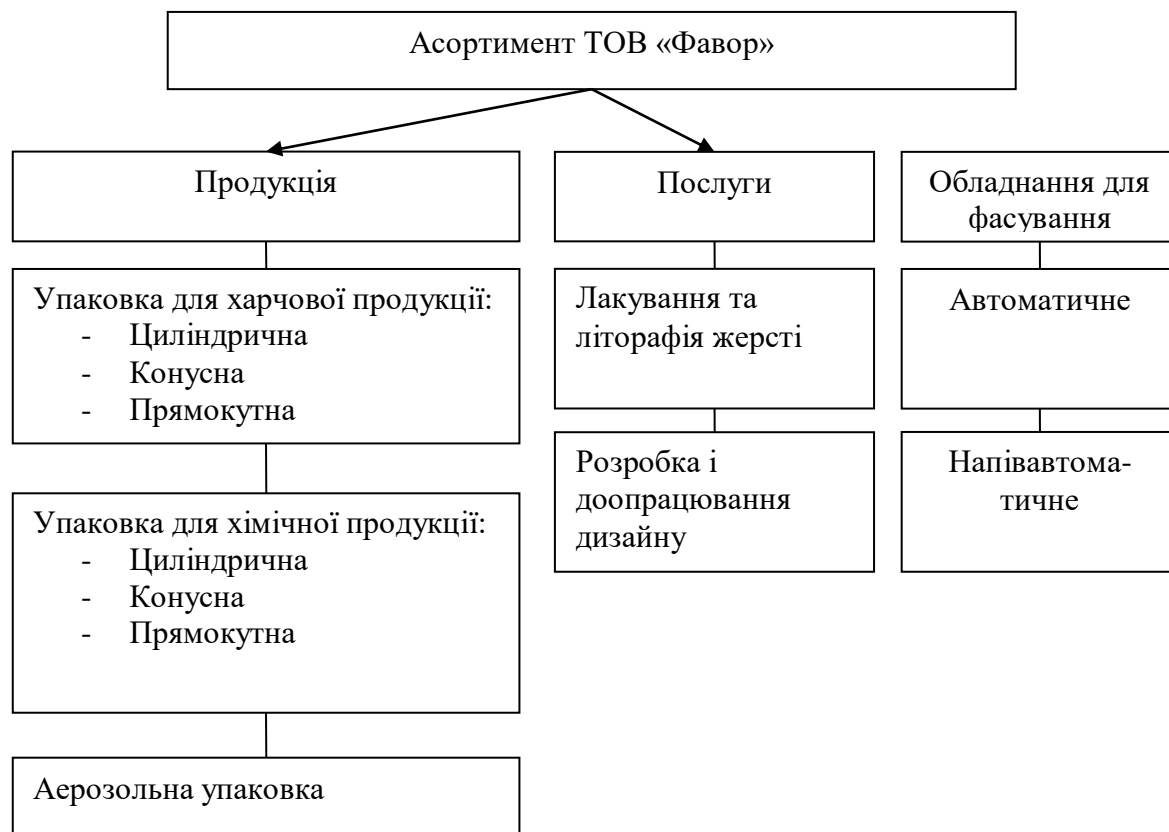 Асортимент ТОВ «Фавор»
Продукція
Послуги
Обладнання для
фасування
Упаковка для харчової продукції:
- Циліндрична
- Конусна
- Прямокутна
Лакування та
літорафія жерсті
Автоматичне
Розробка і
доопрацювання
дизайну
Напівавтома-
тичне
Упаковка для хімічної продукції:
- Циліндрична
- Конусна
- Прямокутна
Аерозольна упаковка